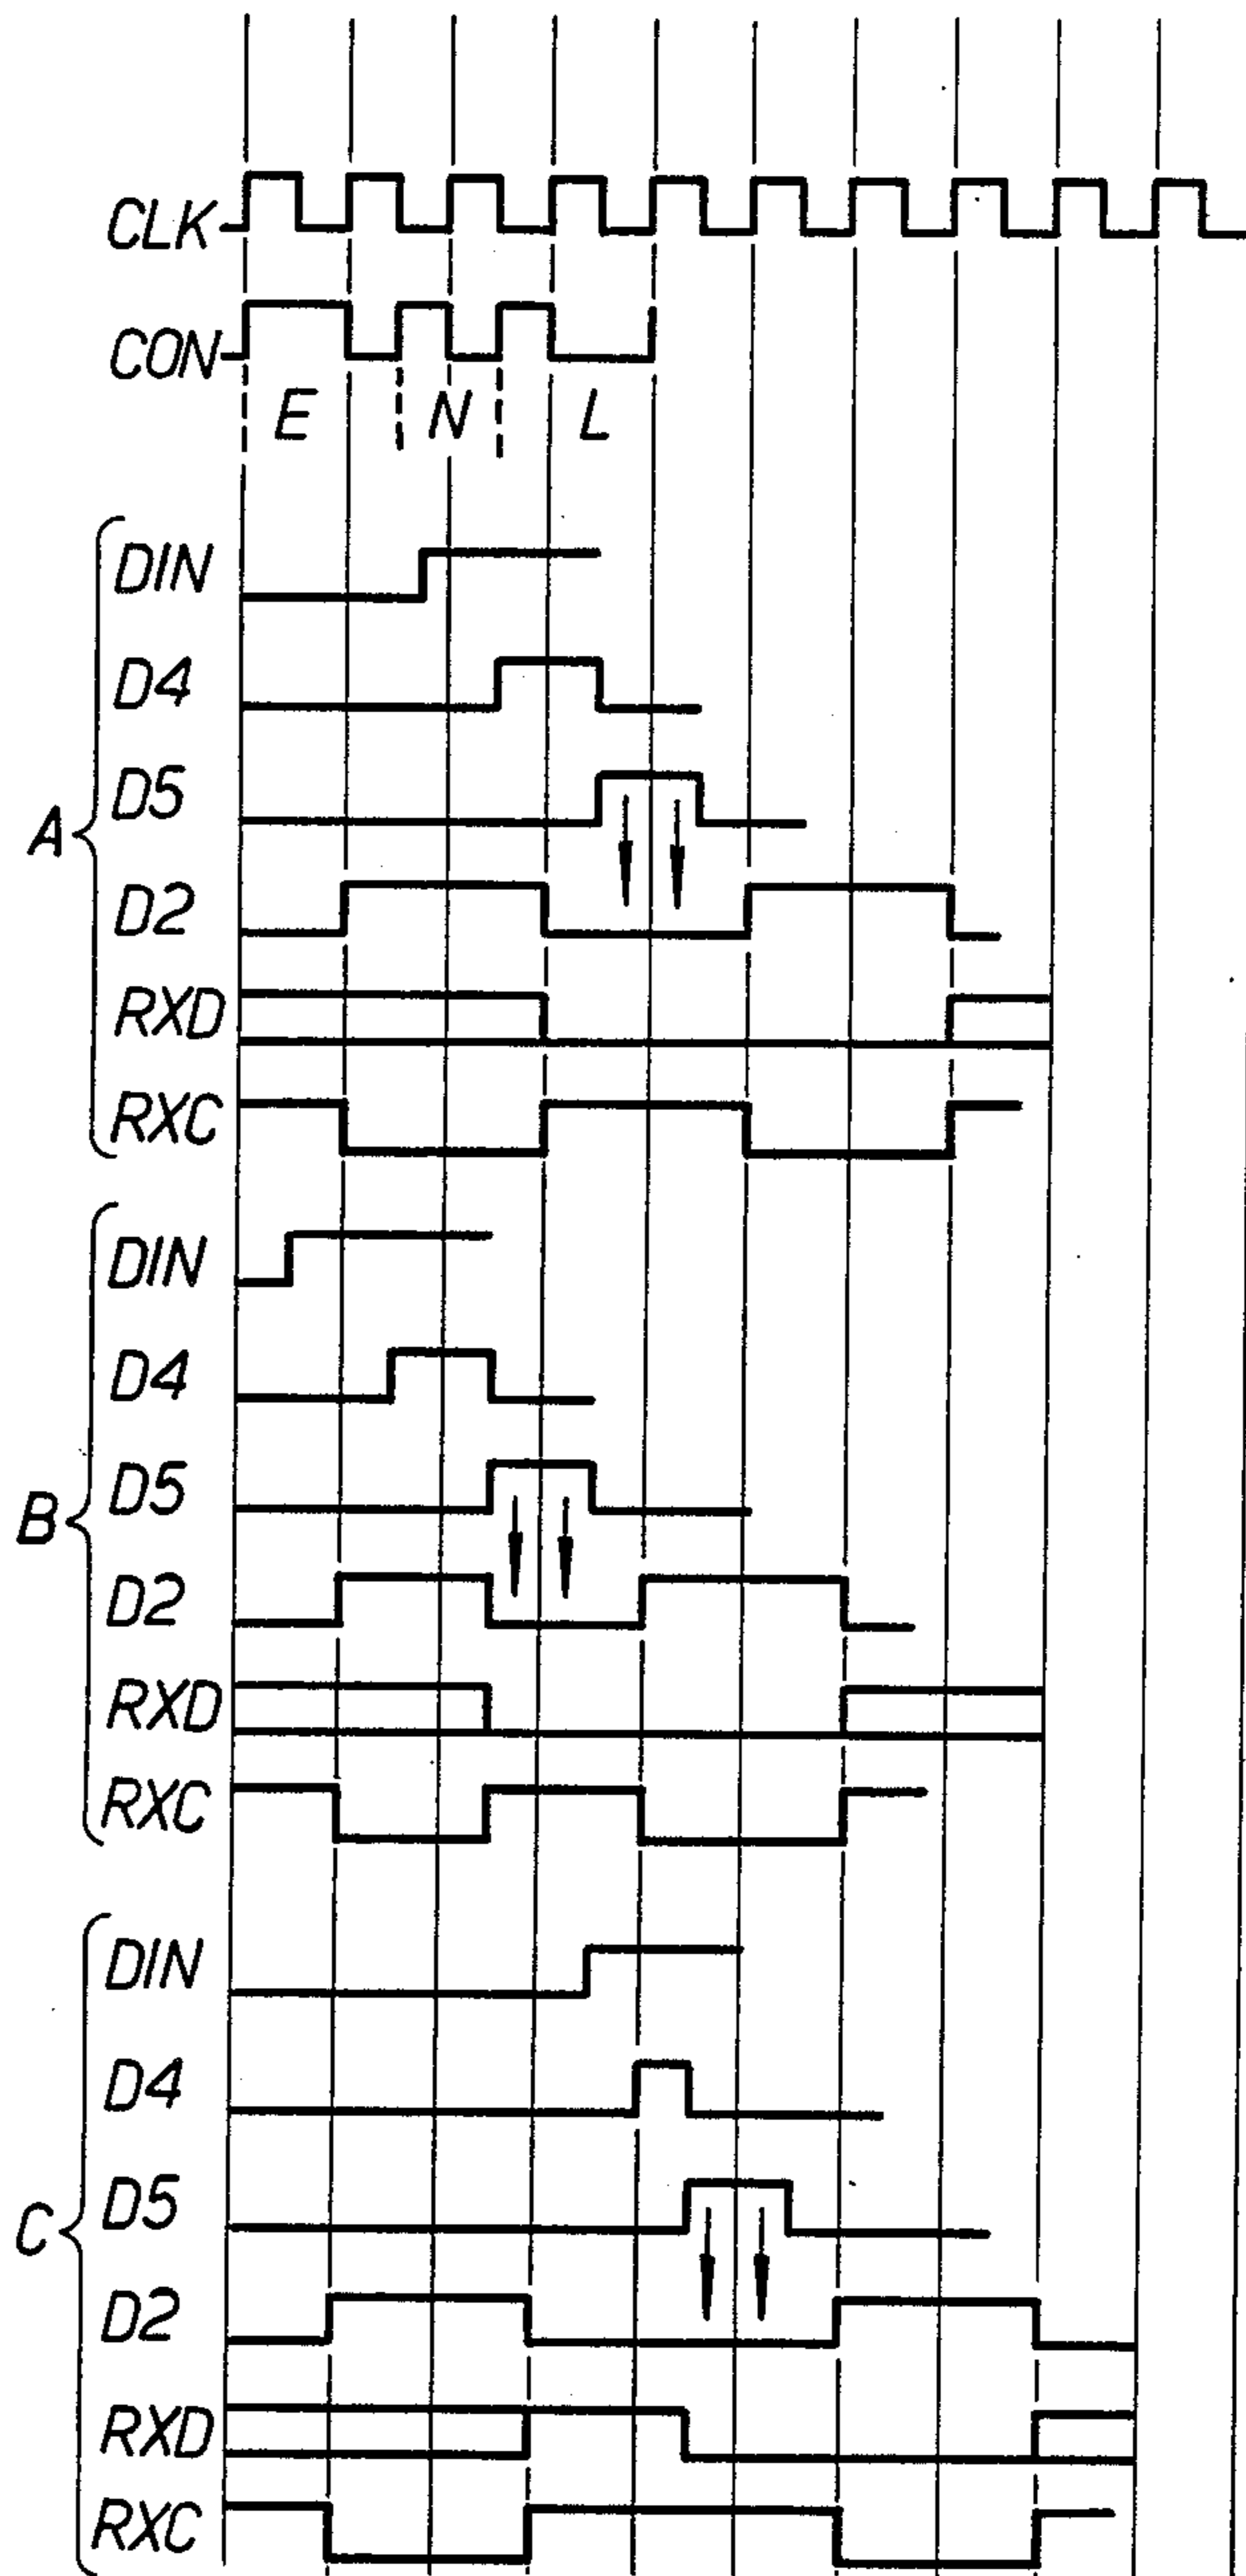 CLK
CON
E N L
A
DIN
D4
D5
D2
RXD
RXC
B
DIN
D4
D5
D2
RXD
RXC
C
DIN
D4
D5
D2
RXD
RXC